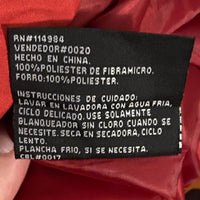 RN#114984
VENDEDOR#0020
HECHO EN CHINA.
100%POLIESTER DE FIBRAMICRO.
FORRO:100%POLIESTER.
INSTRUCCIONES DE CUIDADO:
LAVAR EN LAVADORA CON AGUA FRIA,
CICLO DELICADO. USE SOLAMENTE
BLANQUEADOR SIN CLORO CUANDO SE
NECESITE. SECA EN SECADORA, CICLO
LENTO.
PLANCHA FRIO, SI SE NECESITA.
CBL#0017